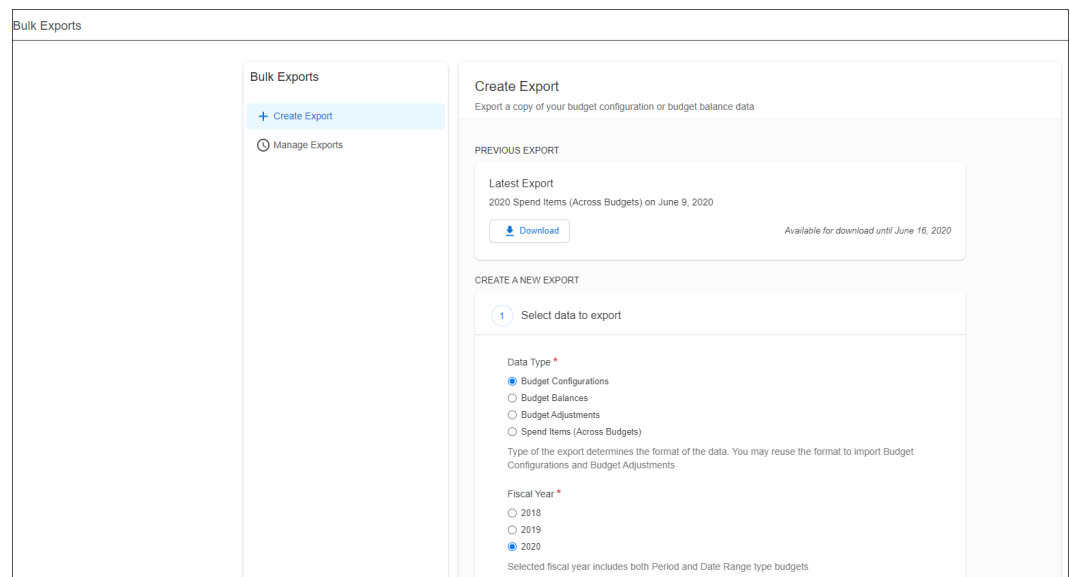 Bulk Exports
Bulk Exports
Create Export
Manage Exports
Create Export
Export a copy of your budget configuration or budget balance data
PREVIOUS EXPORT
Latest Export
2020 Spend Items (Across Budgets) on June 9, 2020
Download
Available for download until June 16, 2020
CREATE A NEW EXPORT
1 Select data to export
Data Type *
Budget Configurations
Budget Balances
Budget Adjustments
Spend Items (Across Budgets)
Type of the export determines the format of the data. You may reuse the format to import Budget
Configurations and Budget Adjustments
Fiscal Year *
2018
2019
2020
Selected fiscal year includes both Period and Date Range type budgets